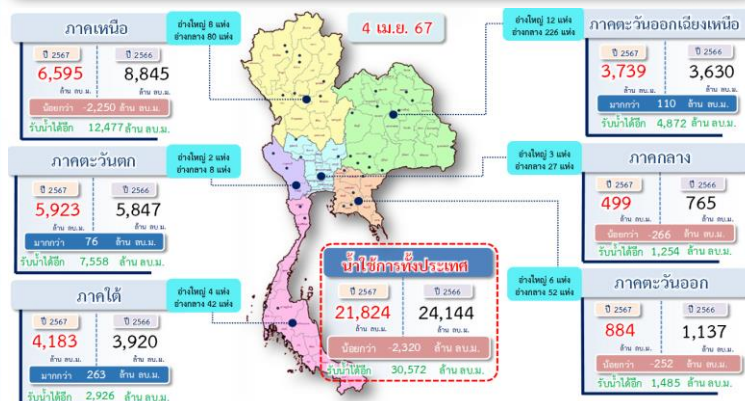 4 เม.ย. 67
ภาคเหนือ
ปี 2567
ปี 2566
6,595
8,845
ล้าน ลบ.ม.
ล้าน ลบ.ม.
น้อยกว่า -2,250 ล้าน ลบ.ม.
รับน้ำได้อีก 12,477 ล้าน ลบ.ม.
อ่างใหญ่ 8 แห่ง
อ่างกลาง 80 แห่ง
ภาคตะวันตก
ปี 2567
ปี 2566
5,923
5,847
ล้าน ลบ.ม.
ล้าน ลบ.ม.
มากกว่า 76 ล้าน ลบ.ม.
รับน้ำได้อีก 7,558 ล้าน ลบ.ม.
อ่างใหญ่ 2 แห่ง
อ่างกลาง 8 แห่ง
ภาคใต้
ปี 2567
ปี 2566
4,183
3,920
ล้าน ลบ.ม.
ล้าน ลบ.ม.
มากกว่า 263 ล้าน ลบ.ม.
รับน้ำได้อีก 2,926 ล้าน ลบ.ม.
อ่างใหญ่ 4 แห่ง
อ่างกลาง 42 แห่ง
น้ำใช้การทั้งประเทศ
ปี 2567
ปี 2566
21,824
24,144
ล้าน ลบ.ม.
ล้าน ลบ.ม.
น้อยกว่า -2,320 ล้าน ลบ.ม.
รับน้ำได้อีก 30,572 ล้าน ลบ.ม.
อ่างใหญ่ 12 แห่ง
อ่างกลาง 226 แห่ง
ภาคตะวันออกเฉียงเหนือ
ปี 2567
ปี 2566
3,739
3,630
ล้าน ลบ.ม.
ล้าน ลบ.ม.
มากกว่า 110 ล้าน ลบ.ม.
รับน้ำได้อีก 4,872 ล้าน ลบ.ม.
อ่างใหญ่ 3 แห่ง
อ่างกลาง 27 แห่ง
ภาคกลาง
ปี 2567
ปี 2566
499
765
ล้าน ลบ.ม.
ล้าน ลบ.ม.
น้อยกว่า -266 ล้าน ลบ.ม.
รับน้ำได้อีก 1,254 ล้าน ลบ.ม.
อ่างใหญ่ 6 แห่ง
อ่างกลาง 52 แห่ง
ภาคตะวันออก
ปี 2567
ปี 2566
884
1,137
ล้าน ลบ.ม.
ล้าน ลบ.ม.
น้อยกว่า -252 ล้าน ลบ.ม.
รับน้ำได้อีก 1,485 ล้าน ลบ.ม.